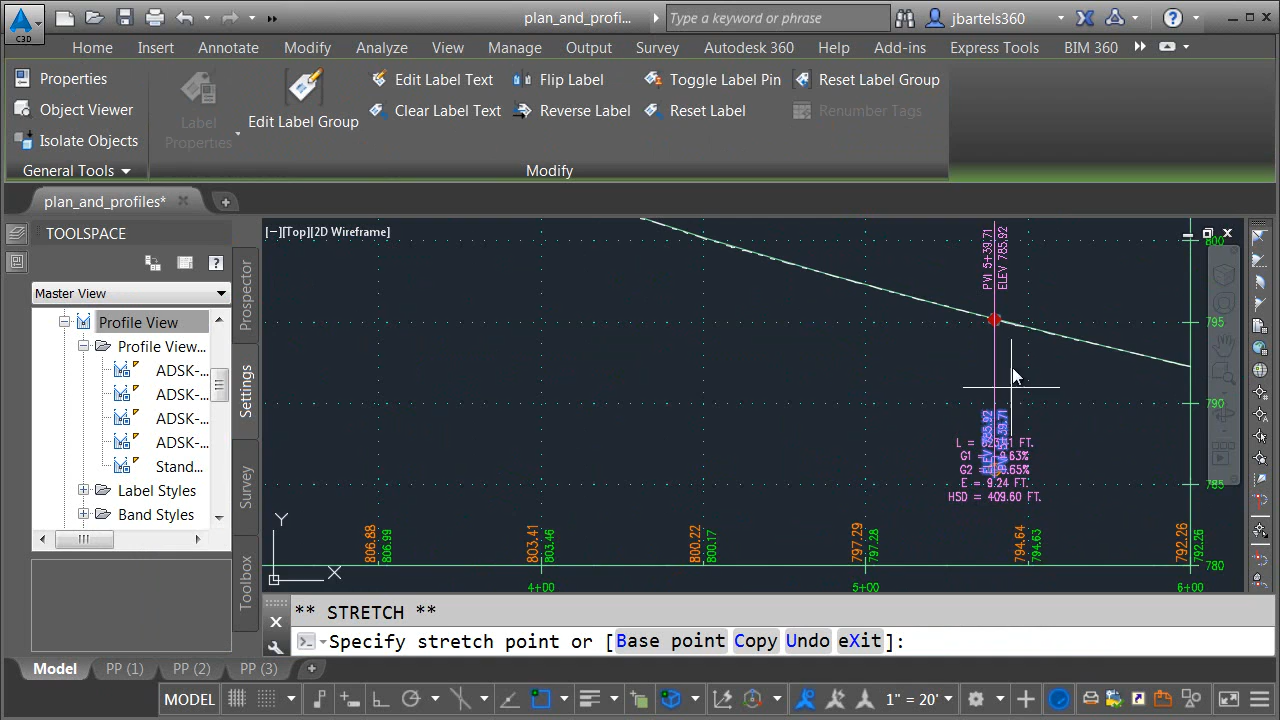 plan_and_profi...
Type a keyword or phrase
jbartels360
C3D
Home Insert Annotate Modify Analyze View Manage Output Survey Autodesk 360 Help Add-ins Express Tools BIM 360
Properties
Object Viewer
Isolate Objects
General Tools
Label Properties
Edit Label Group
Edit Label Text
Clear Label Text
Flip Label
Reverse Label
Toggle Label Pin
Reset Label
Reset Label Group
Renumber Tags
Modify
plan_and_profiles*
TOOLSPACE
Master View
Profile View
Profile View...
ADSK-...
ADSK-...
ADSK-...
ADSK-...
Stand...
Label Styles
Band Styles
Prospector
Settings
Survey
Toolbox
[−][Top][2D Wireframe]
PVI 5+39.71
ELEV 785.92
800
795
790
785
780
ELEV 785.92
G2
E = 9.24 FT.
HSD = 409.60 FT.
806.88
806.99
803.41
803.46
800.22
800.17
797.29
797.28
794.64
794.63
792.26
792.26
4+00
5+00
6+00
Y
X
** STRETCH **
Specify stretch point or [Base point Copy Undo eXit]:
Model PP (1) PP (2) PP (3)
MODEL
1" = 20'